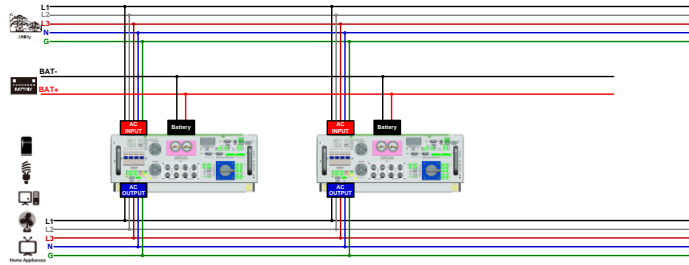 L1
L2
L3
N
Utility
G
BAT-
BATTERY
BAT+
AC
INPUT
Battery
AC
INPUT
Battery
AC
OUTPUT
AC
OUTPUT
L1
L2
L3
N
G
Home Appliances